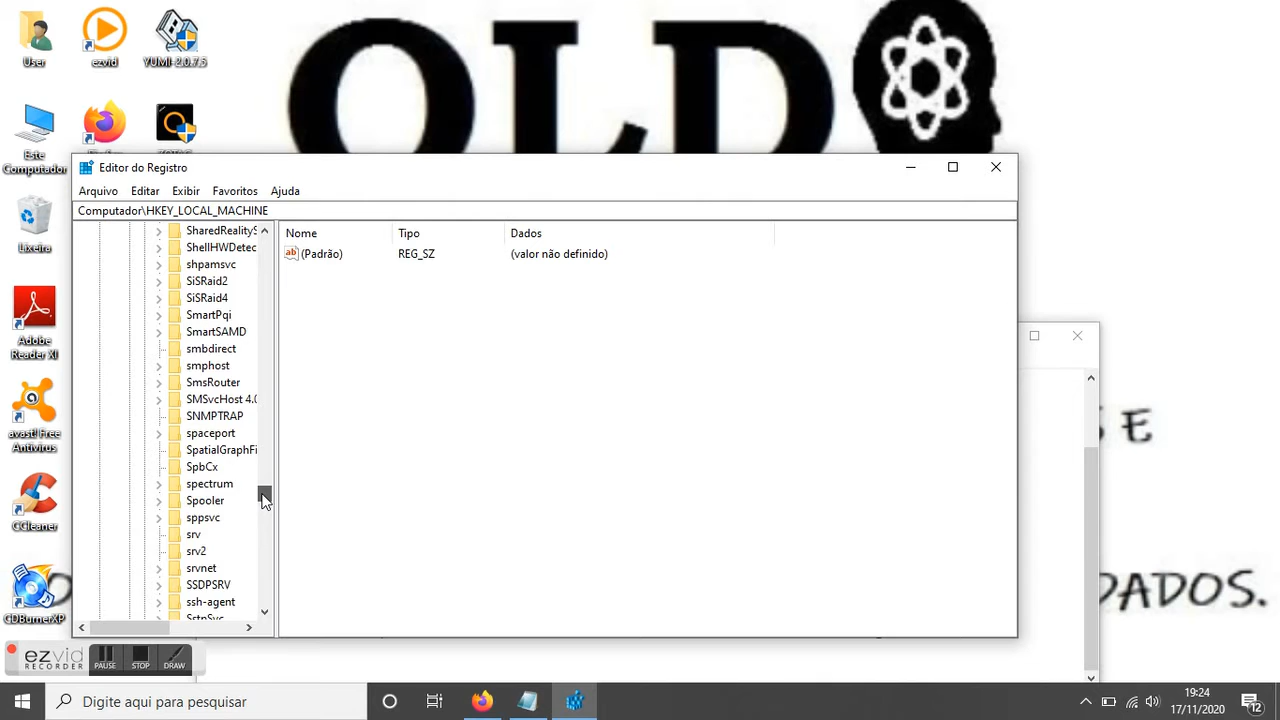 OLD
User
ezvid
YUMI-2.0.7.5
Este
Computador
Lixeira
Adobe
Reader XI
avast! Free
Antivirus
CCleaner
CDBurnerXP
Editor do Registro
Arquivo Editar Exibir Favoritos Ajuda
Computador\HKEY_LOCAL_MACHINE
Nome Tipo Dados
ab (Padrão) REG_SZ (valor não definido)
SharedRealityS
ShellHWDetec
shpamsvc
SiSRaid2
SiSRaid4
SmartPqi
SmartSAMD
smbdirect
smphost
SmsRouter
SMSvcHost 4.0
SNMPTRAP
spaceport
SpatialGraphFi
SpbCx
spectrum
Spooler
sppsvc
srv
srv2
srvnet
SSDPSRV
ssh-agent
SstpSvc
E
DADOS.
ezvid
RECORDER
PAUSE STOP DRAW
Digite aqui para pesquisar
19:24
17/11/2020
12